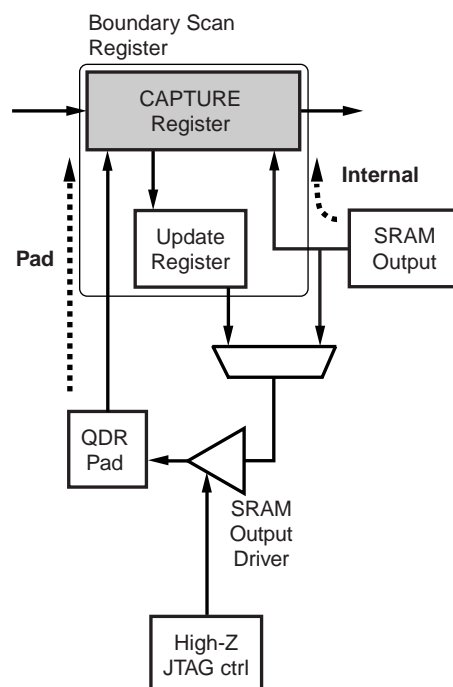 Boundary Scan
Register
CAPTURE
Register
Internal
Update
Register
SRAM
Output
Pad
QDR
Pad
SRAM
Output
Driver
High-Z
JTAG ctrl